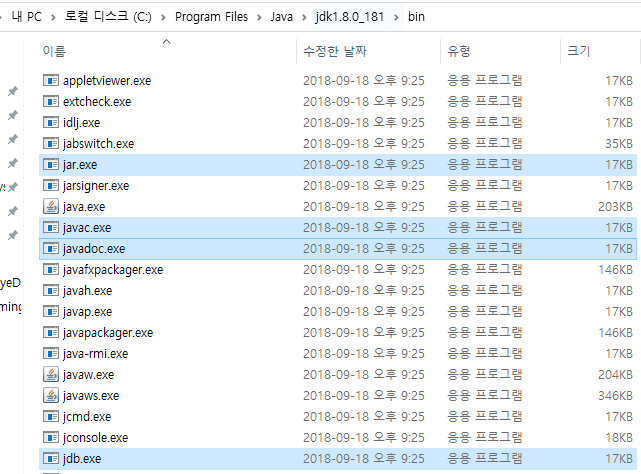 내 PC > 로컬 디스크 (C:) > Program Files > Java > jdk1.8.0_181 > bin
이름 수정한 날짜 유형 크기
appletviewer.exe 2018-09-18 오후 9:25 응용 프로그램 17KB
extcheck.exe 2018-09-18 오후 9:25 응용 프로그램 17KB
idlj.exe 2018-09-18 오후 9:25 응용 프로그램 17KB
jabswitch.exe 2018-09-18 오후 9:25 응용 프로그램 35KB
jar.exe 2018-09-18 오후 9:25 응용 프로그램 17KB
jarsigner.exe 2018-09-18 오후 9:25 응용 프로그램 17KB
java.exe 2018-09-18 오후 9:25 응용 프로그램 203KB
javac.exe 2018-09-18 오후 9:25 응용 프로그램 17KB
javadoc.exe 2018-09-18 오후 9:25 응용 프로그램 17KB
javafxpackager.exe 2018-09-18 오후 9:25 응용 프로그램 146KB
yeD
javah.exe 2018-09-18 오후 9:25 응용 프로그램 17KB
ming
javap.exe 2018-09-18 오후 9:25 응용 프로그램 17KB
javapackager.exe 2018-09-18 오후 9:25 응용 프로그램 146KB
java-rmi.exe 2018-09-18 오후 9:25 응용 프로그램 17KB
javaw.exe 2018-09-18 오후 9:25 응용 프로그램 204KB
javaws.exe 2018-09-18 오후 9:25 응용 프로그램 346KB
jcmd.exe 2018-09-18 오후 9:25 응용 프로그램 17KB
jconsole.exe 2018-09-18 오후 9:25 응용 프로그램 18KB
jdb.exe 2018-09-18 오후 9:25 응용 프로그램 17KB